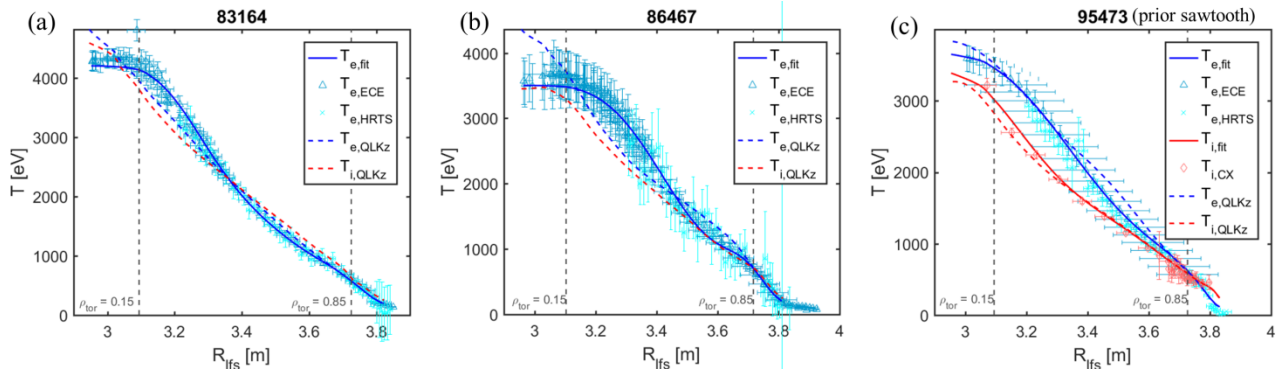 (a)
83164
T [eV]
4000
3000
2000
1000
0
T_e,fit
T_e,ECE
T_e,HRTS
T_e,QLKz
T_i,QLKz
ρ_tor = 0.15
ρ_tor = 0.85
3
3.2
3.4
3.6
3.8
R_lfs [m]
(b)
86467
T [eV]
4000
3000
2000
1000
0
T_e,fit
T_e,ECE
T_e,HRTS
T_e,QLKz
T_i,QLKz
ρ_tor = 0.15
ρ_tor = 0.85
3
3.2
3.4
3.6
3.8
4
R_lfs [m]
(c)
95473 (prior sawtooth)
T [eV]
3000
2000
1000
0
T_e,fit
T_e,ECE
T_e,HRTS
T_i,fit
T_i,CX
T_e,QLKz
T_i,QLKz
ρ_tor = 0.15
ρ_tor = 0.85
3
3.2
3.4
3.6
3.8
4
R_lfs [m]